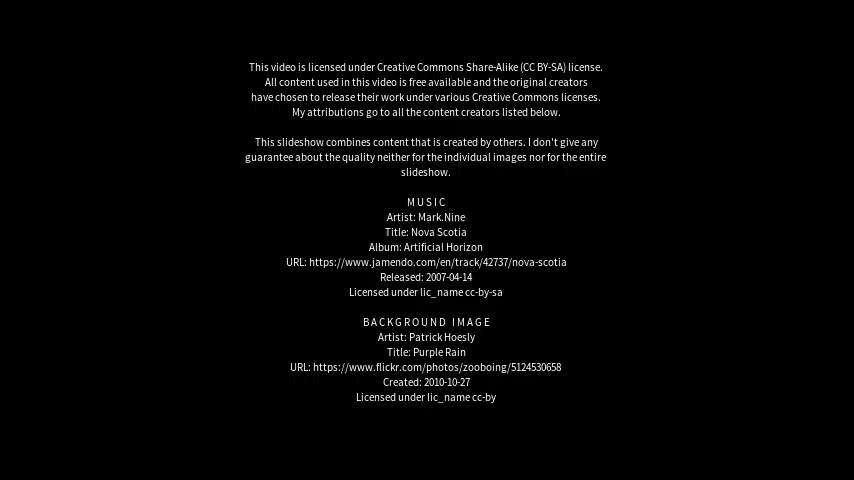 This video is licensed under Creative Commons Share-Alike (CC BY-SA) license.
All content used in this video is free available and the original creators
have chosen to release their work under various Creative Commons licenses.
My attributions go to all the content creators listed below.
This slideshow combines content that is created by others. I don't give any
guarantee about the quality neither for the individual images nor for the entire
slideshow.
MUSIC
Artist: Mark.Nine
Title: Nova Scotia
Album: Artificial Horizon
URL: https://www.jamendo.com/en/track/42737/nova-scotia
Released: 2007-04-14
Licensed under lic_name cc-by-sa
BACKGROUND IMAGE
Artist: Patrick Hoesly
Title: Purple Rain
URL: https://www.flickr.com/photos/zooboing/5124530658
Created: 2010-10-27
Licensed under lic_name cc-by